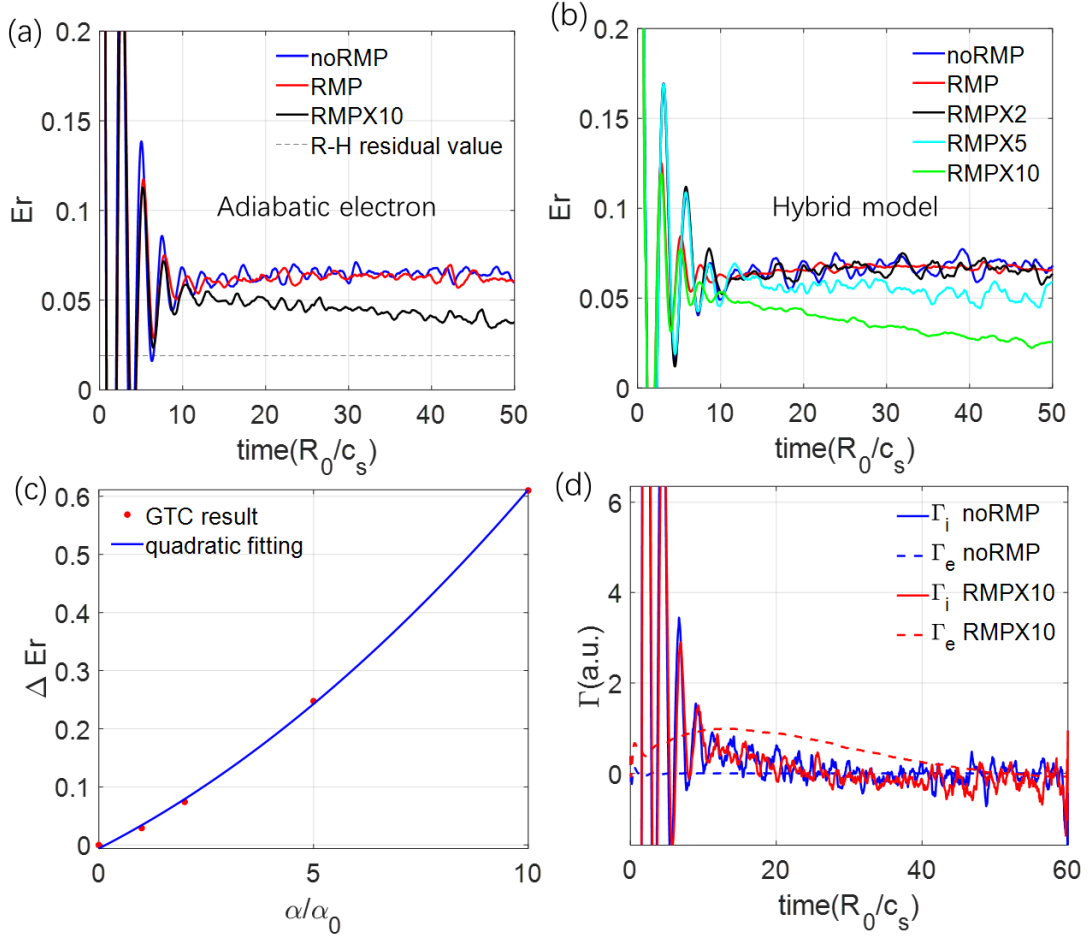 (a)
0.2
0.15
0.1
0.05
0
Er
noRMP
RMP
RMPX10
R-H residual value
Adiabatic electron
0 10 20 30 40 50
time(R₀/cₛ)
(b)
0.2
0.15
0.1
0.05
0
Er
noRMP
RMP
RMPX2
RMPX5
RMPX10
Hybrid model
0 10 20 30 40 50
time(R₀/cₛ)
(c)
0.6
0.5
0.4
0.3
0.2
0.1
0
Δ Er
GTC result
quadratic fitting
0 5 10
α/α₀
(d)
6
4
2
0
Γ(a.u.)
Γᵢ noRMP
Γₑ noRMP
Γᵢ RMPX10
Γₑ RMPX10
0 20 40 60
time(R₀/cₛ)